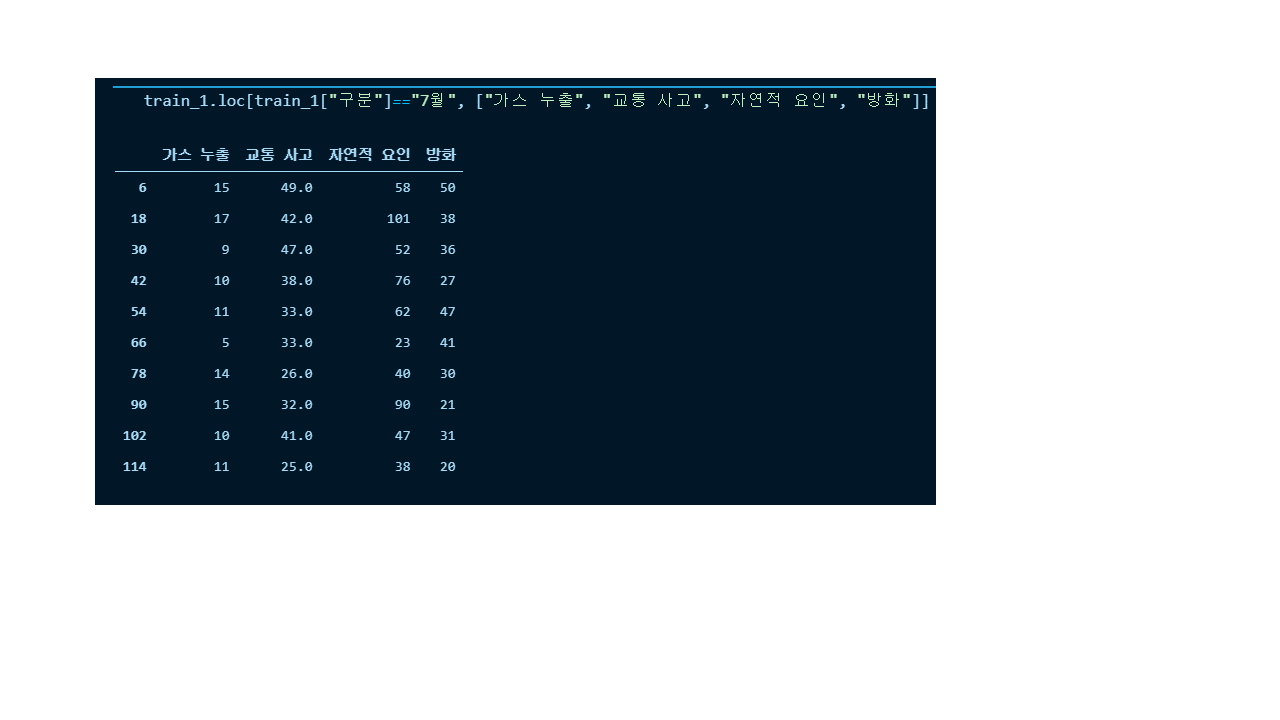 train_1.loc[train_1["구분"]=="7월", ["가스 누출", "교통 사고", "자연적 요인", "방화"]]
가스 누출 교통 사고 자연적 요인 방화
6 15 49.0 58 50
18 17 42.0 101 38
30 9 47.0 52 36
42 10 38.0 76 27
54 11 33.0 62 47
66 5 33.0 23 41
78 14 26.0 40 30
90 15 32.0 90 21
102 10 41.0 47 31
114 11 25.0 38 20